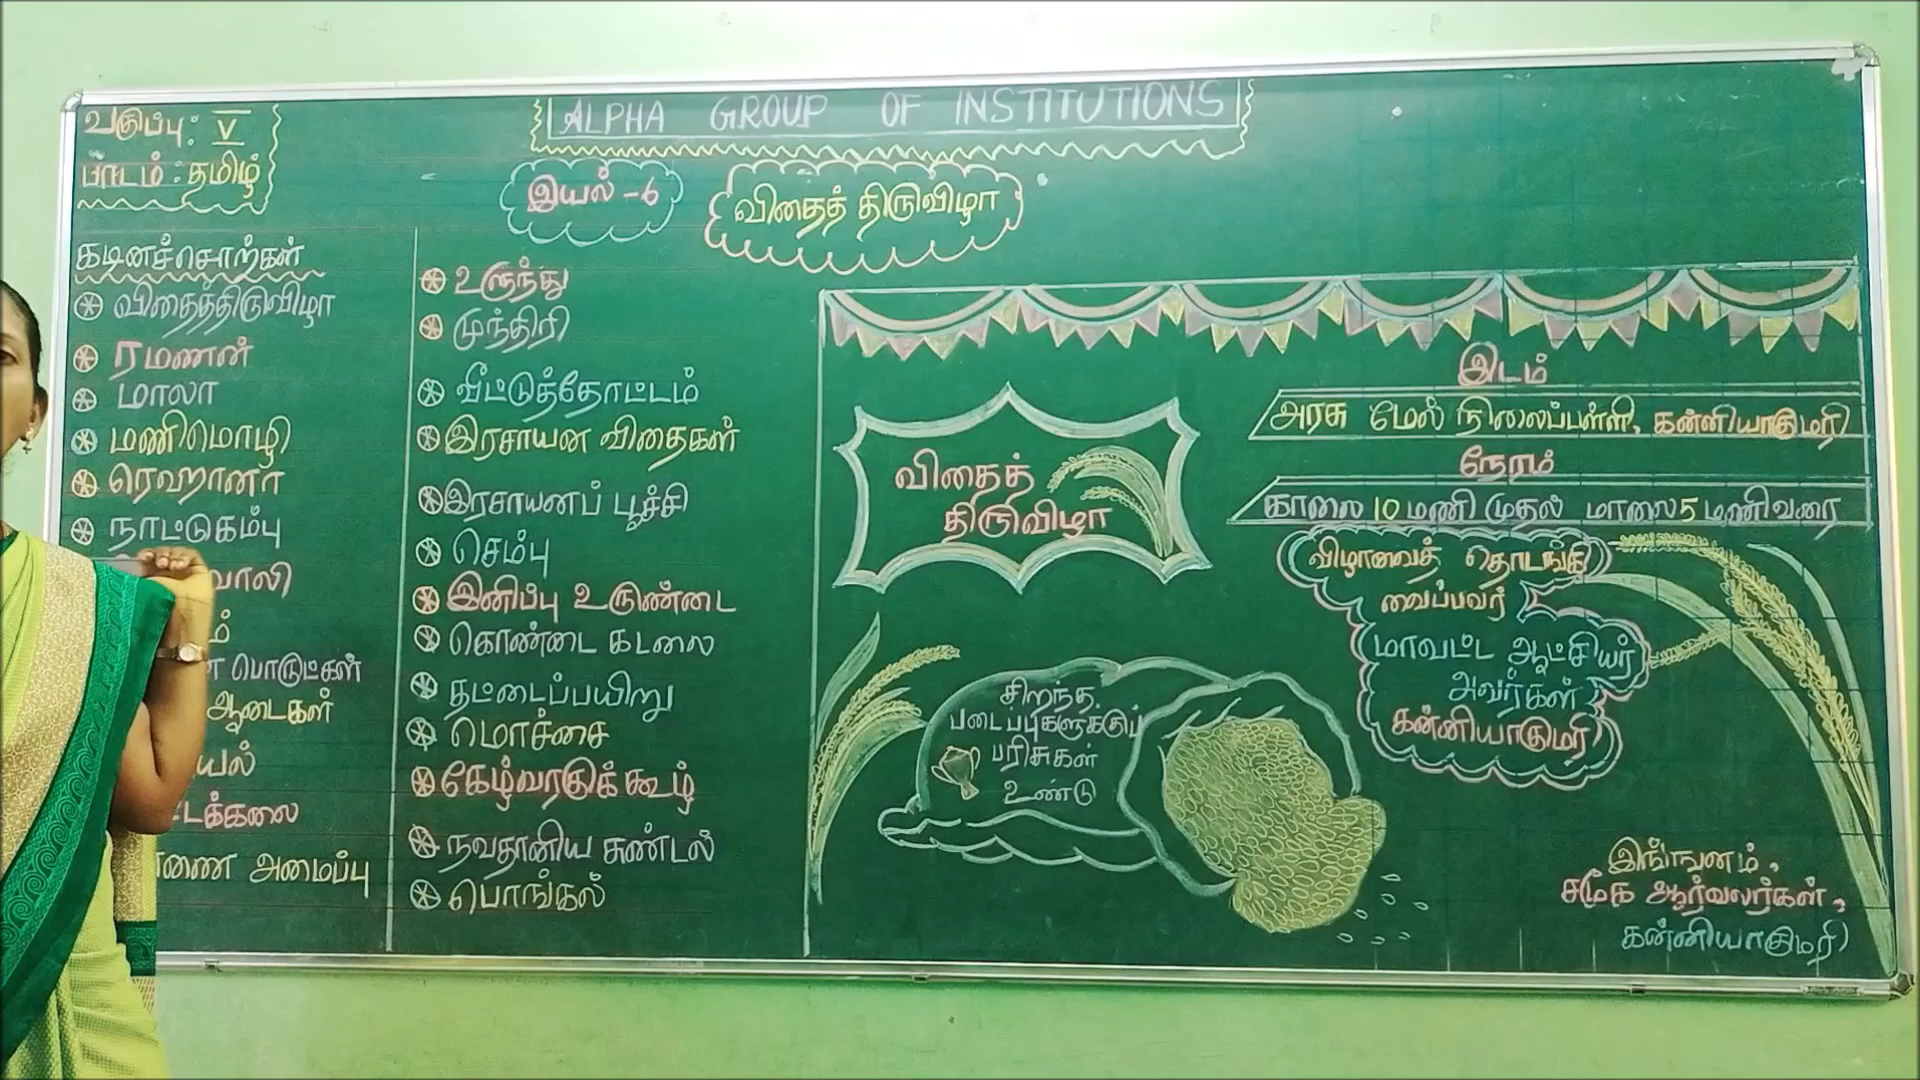 ALPHA GROUP OF INSTITUTIONS
வகுப்பு: V
பாடம் : தமிழ்
இயல் -6
விதைத் திருவிழா
கடினச்சொற்கள்
விதைத்திருவிழா
ரமணன்
மாலா
மணிமொழி
ரெஹானா
நாட்டுகம்பு
பொருட்கள்
ஆடைகள்
அமைப்பு
உளுந்து
முந்திரி
வீட்டுத்தோட்டம்
இரசாயன விதைகள்
இரசாயனப் பூச்சி
செம்பு
இனிப்பு உருண்டை
கொண்டை கடலை
தட்டைப்பயிறு
மொச்சை
கேழ்வரகுக் கூழ்
நவதானிய சுண்டல்
பொங்கல்
விதைத்
திருவிழா
இடம்
அரசு மேல் நிலைப்பள்ளி, கன்னியாகுமரி
நேரம்
காலை 10 மணி முதல் மாலை 5 மணிவரை
விழாவைத் தொடங்கி
வைப்பவர்
மாவட்ட ஆட்சியர்
அவர்கள்
கன்னியாகுமரி
சிறந்த
படைப்புகளுக்குப்
பரிசுகள்
உண்டு
இங்ஙனம்,
சமூக ஆர்வலர்கள்,
கன்னியாகுமரி